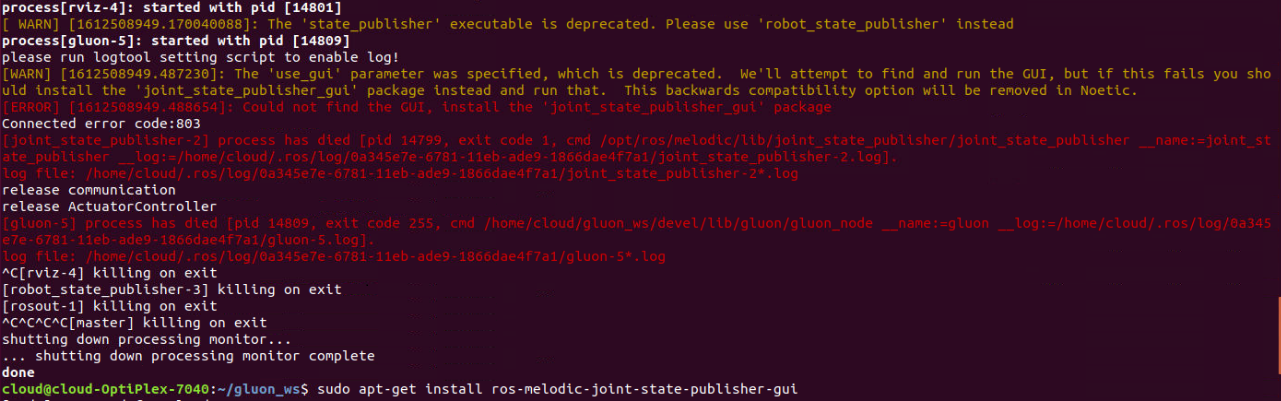 process[rviz-4]: started with pid [14801]
[ WARN] [1612508949.170040088]: The 'state_publisher' executable is deprecated. Please use 'robot_state_publisher' instead
process[gluon-5]: started with pid [14809]
please run logtool setting script to enable log!
[WARN] [1612508949.487230]: The 'use_gui' parameter was specified, which is deprecated.  We'll attempt to find and run the GUI, but if this fails you sho
uld install the 'joint_state_publisher_gui' package instead and run that.  This backwards compatibility option will be removed in Noetic.
[ERROR] [1612508949.488654]: Could not find the GUI, install the 'joint_state_publisher_gui' package
Connected error code:803
[joint_state_publisher-2] process has died [pid 14799, exit code 1, cmd /opt/ros/melodic/lib/joint_state_publisher/joint_state_publisher __name:=joint_st
ate_publisher __log:=/home/cloud/.ros/log/0a345e7e-6781-11eb-ade9-1866dae4f7a1/joint_state_publisher-2.log].
log file: /home/cloud/.ros/log/0a345e7e-6781-11eb-ade9-1866dae4f7a1/joint_state_publisher-2*.log
release communication
release ActuatorController
[gluon-5] process has died [pid 14809, exit code 255, cmd /home/cloud/gluon_ws/devel/lib/gluon/gluon_node __name:=gluon __log:=/home/cloud/.ros/log/0a345
e7e-6781-11eb-ade9-1866dae4f7a1/gluon-5.log].
log file: /home/cloud/.ros/log/0a345e7e-6781-11eb-ade9-1866dae4f7a1/gluon-5*.log
^C[rviz-4] killing on exit
[robot_state_publisher-3] killing on exit
[rosout-1] killing on exit
^C^C^C^C[master] killing on exit
shutting down processing monitor...
... shutting down processing monitor complete
done
cloud@cloud-OptiPlex-7040:~/gluon_ws$ sudo apt-get install ros-melodic-joint-state-publisher-gui